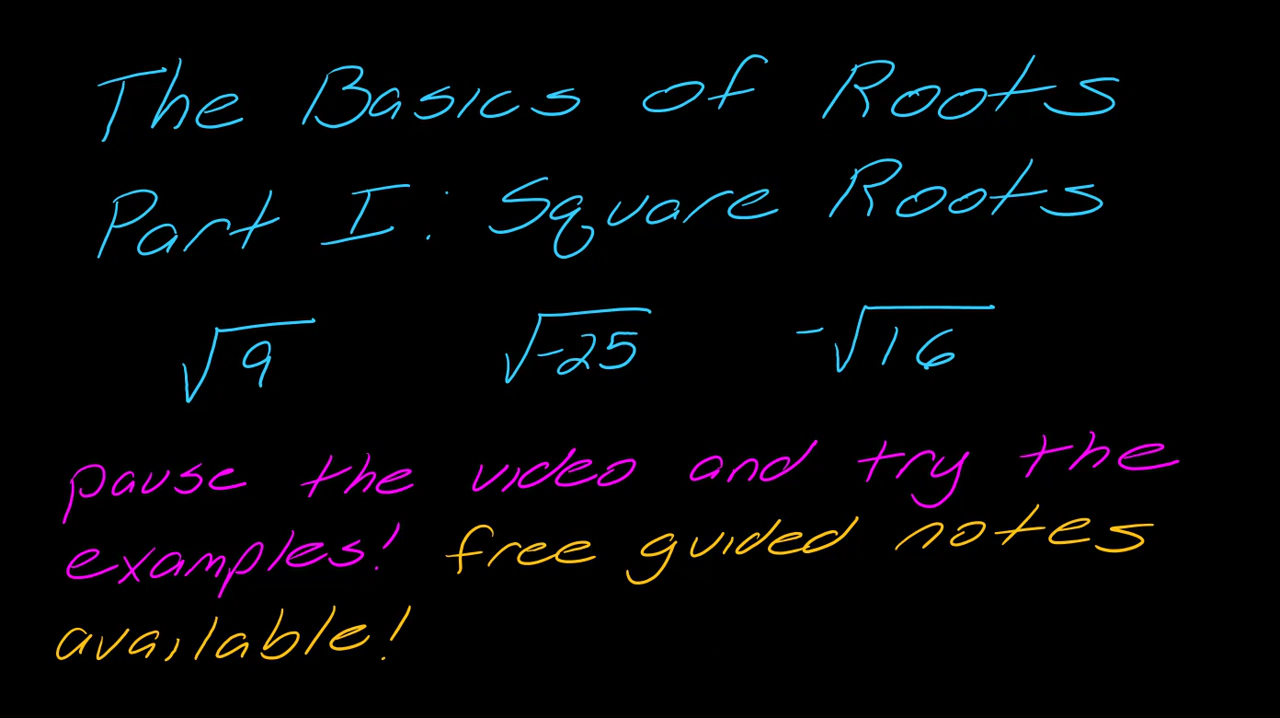 The Basics of Roots
Part I: Square Roots
√9 √-25 -√16
pause the video and try the
examples! free guided notes
available!